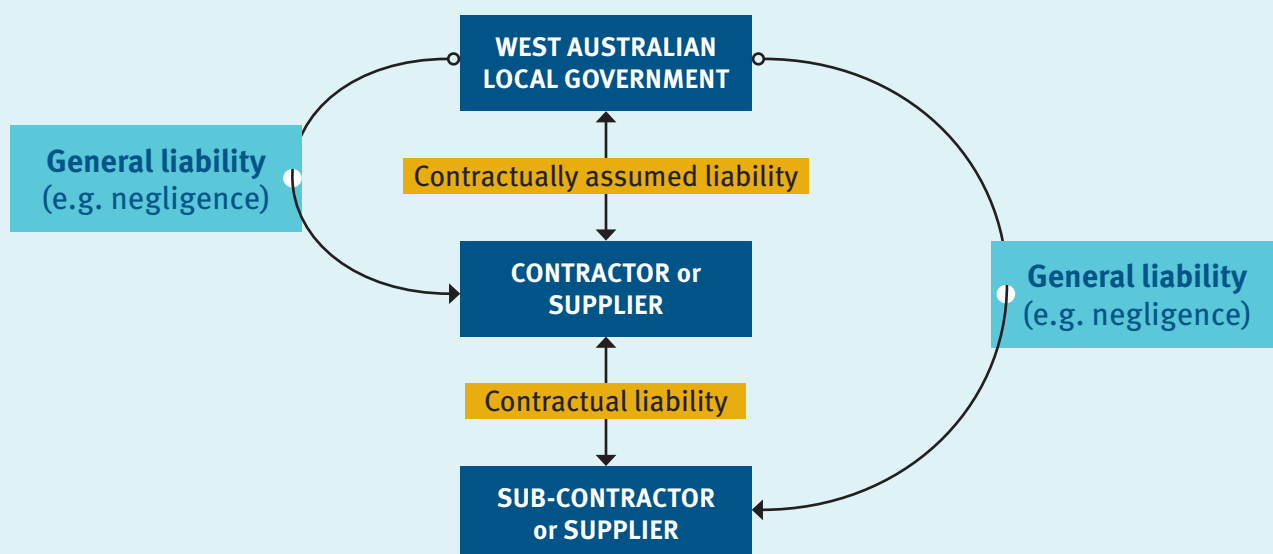 WEST AUSTRALIAN
LOCAL GOVERNMENT
General liability
(e.g. negligence)
Contractually assumed liability
CONTRACTOR or
SUPPLIER
General liability
(e.g. negligence)
Contractual liability
SUB-CONTRACTOR
or SUPPLIER